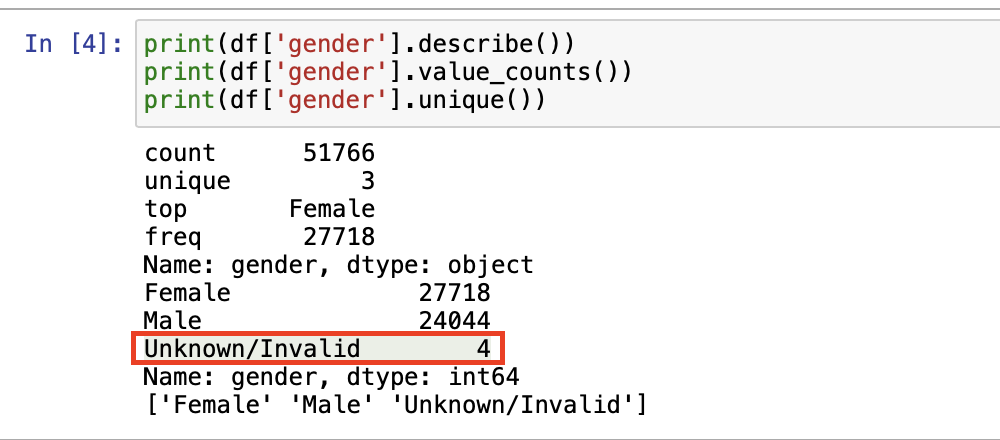 In [4]: print(df['gender'].describe())
print(df['gender'].value_counts())
print(df['gender'].unique())
count 51766
unique 3
top Female
freq 27718
Name: gender, dtype: object
Female 27718
Male 24044
Unknown/Invalid 4
Name: gender, dtype: int64
['Female' 'Male' 'Unknown/Invalid']